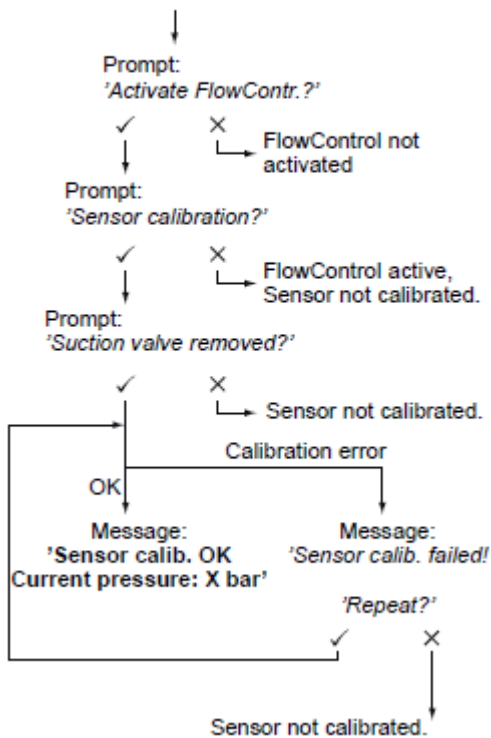 Prompt:
'Activate FlowContr.?'
✓ ✕
FlowControl not
activated
Prompt:
'Sensor calibration?'
✓ ✕
FlowControl active,
Sensor not calibrated.
Prompt:
'Suction valve removed?'
✓ ✕
Sensor not calibrated.
Calibration error
OK
Message:
'Sensor calib. OK
Current pressure: X bar'
Message:
'Sensor calib. failed!
'Repeat?'
✓ ✕
Sensor not calibrated.